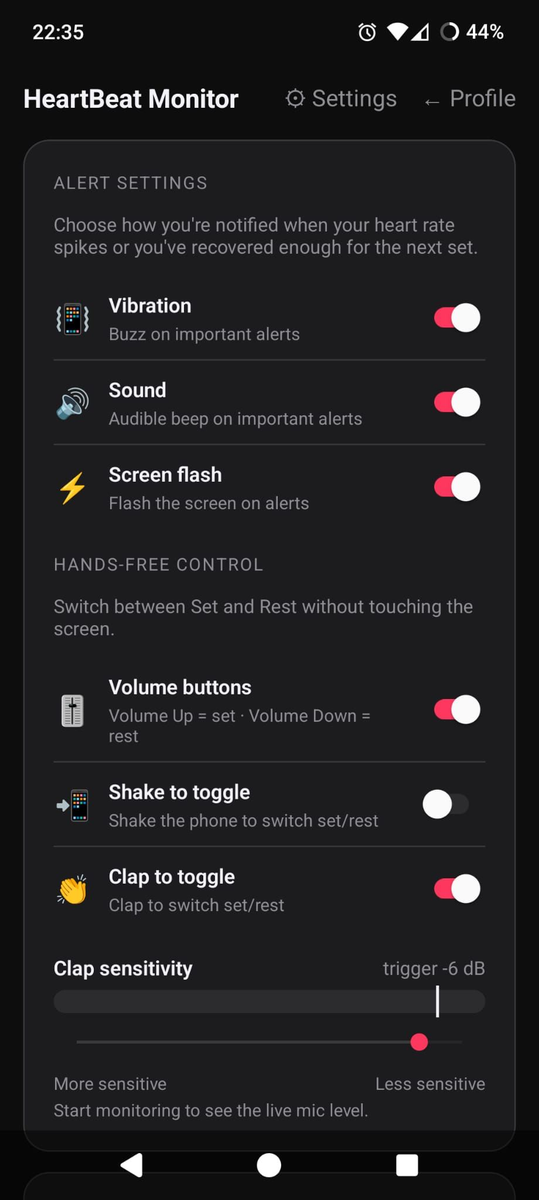 22:35
44%
HeartBeat Monitor
Settings
← Profile
ALERT SETTINGS
Choose how you're notified when your heart rate
spikes or you've recovered enough for the next set.
Vibration
Buzz on important alerts
Sound
Audible beep on important alerts
Screen flash
Flash the screen on alerts
HANDS-FREE CONTROL
Switch between Set and Rest without touching the
screen.
Volume buttons
Volume Up = set · Volume Down =
rest
Shake to toggle
Shake the phone to switch set/rest
Clap to toggle
Clap to switch set/rest
Clap sensitivity
trigger -6 dB
More sensitive
Less sensitive
Start monitoring to see the live mic level.